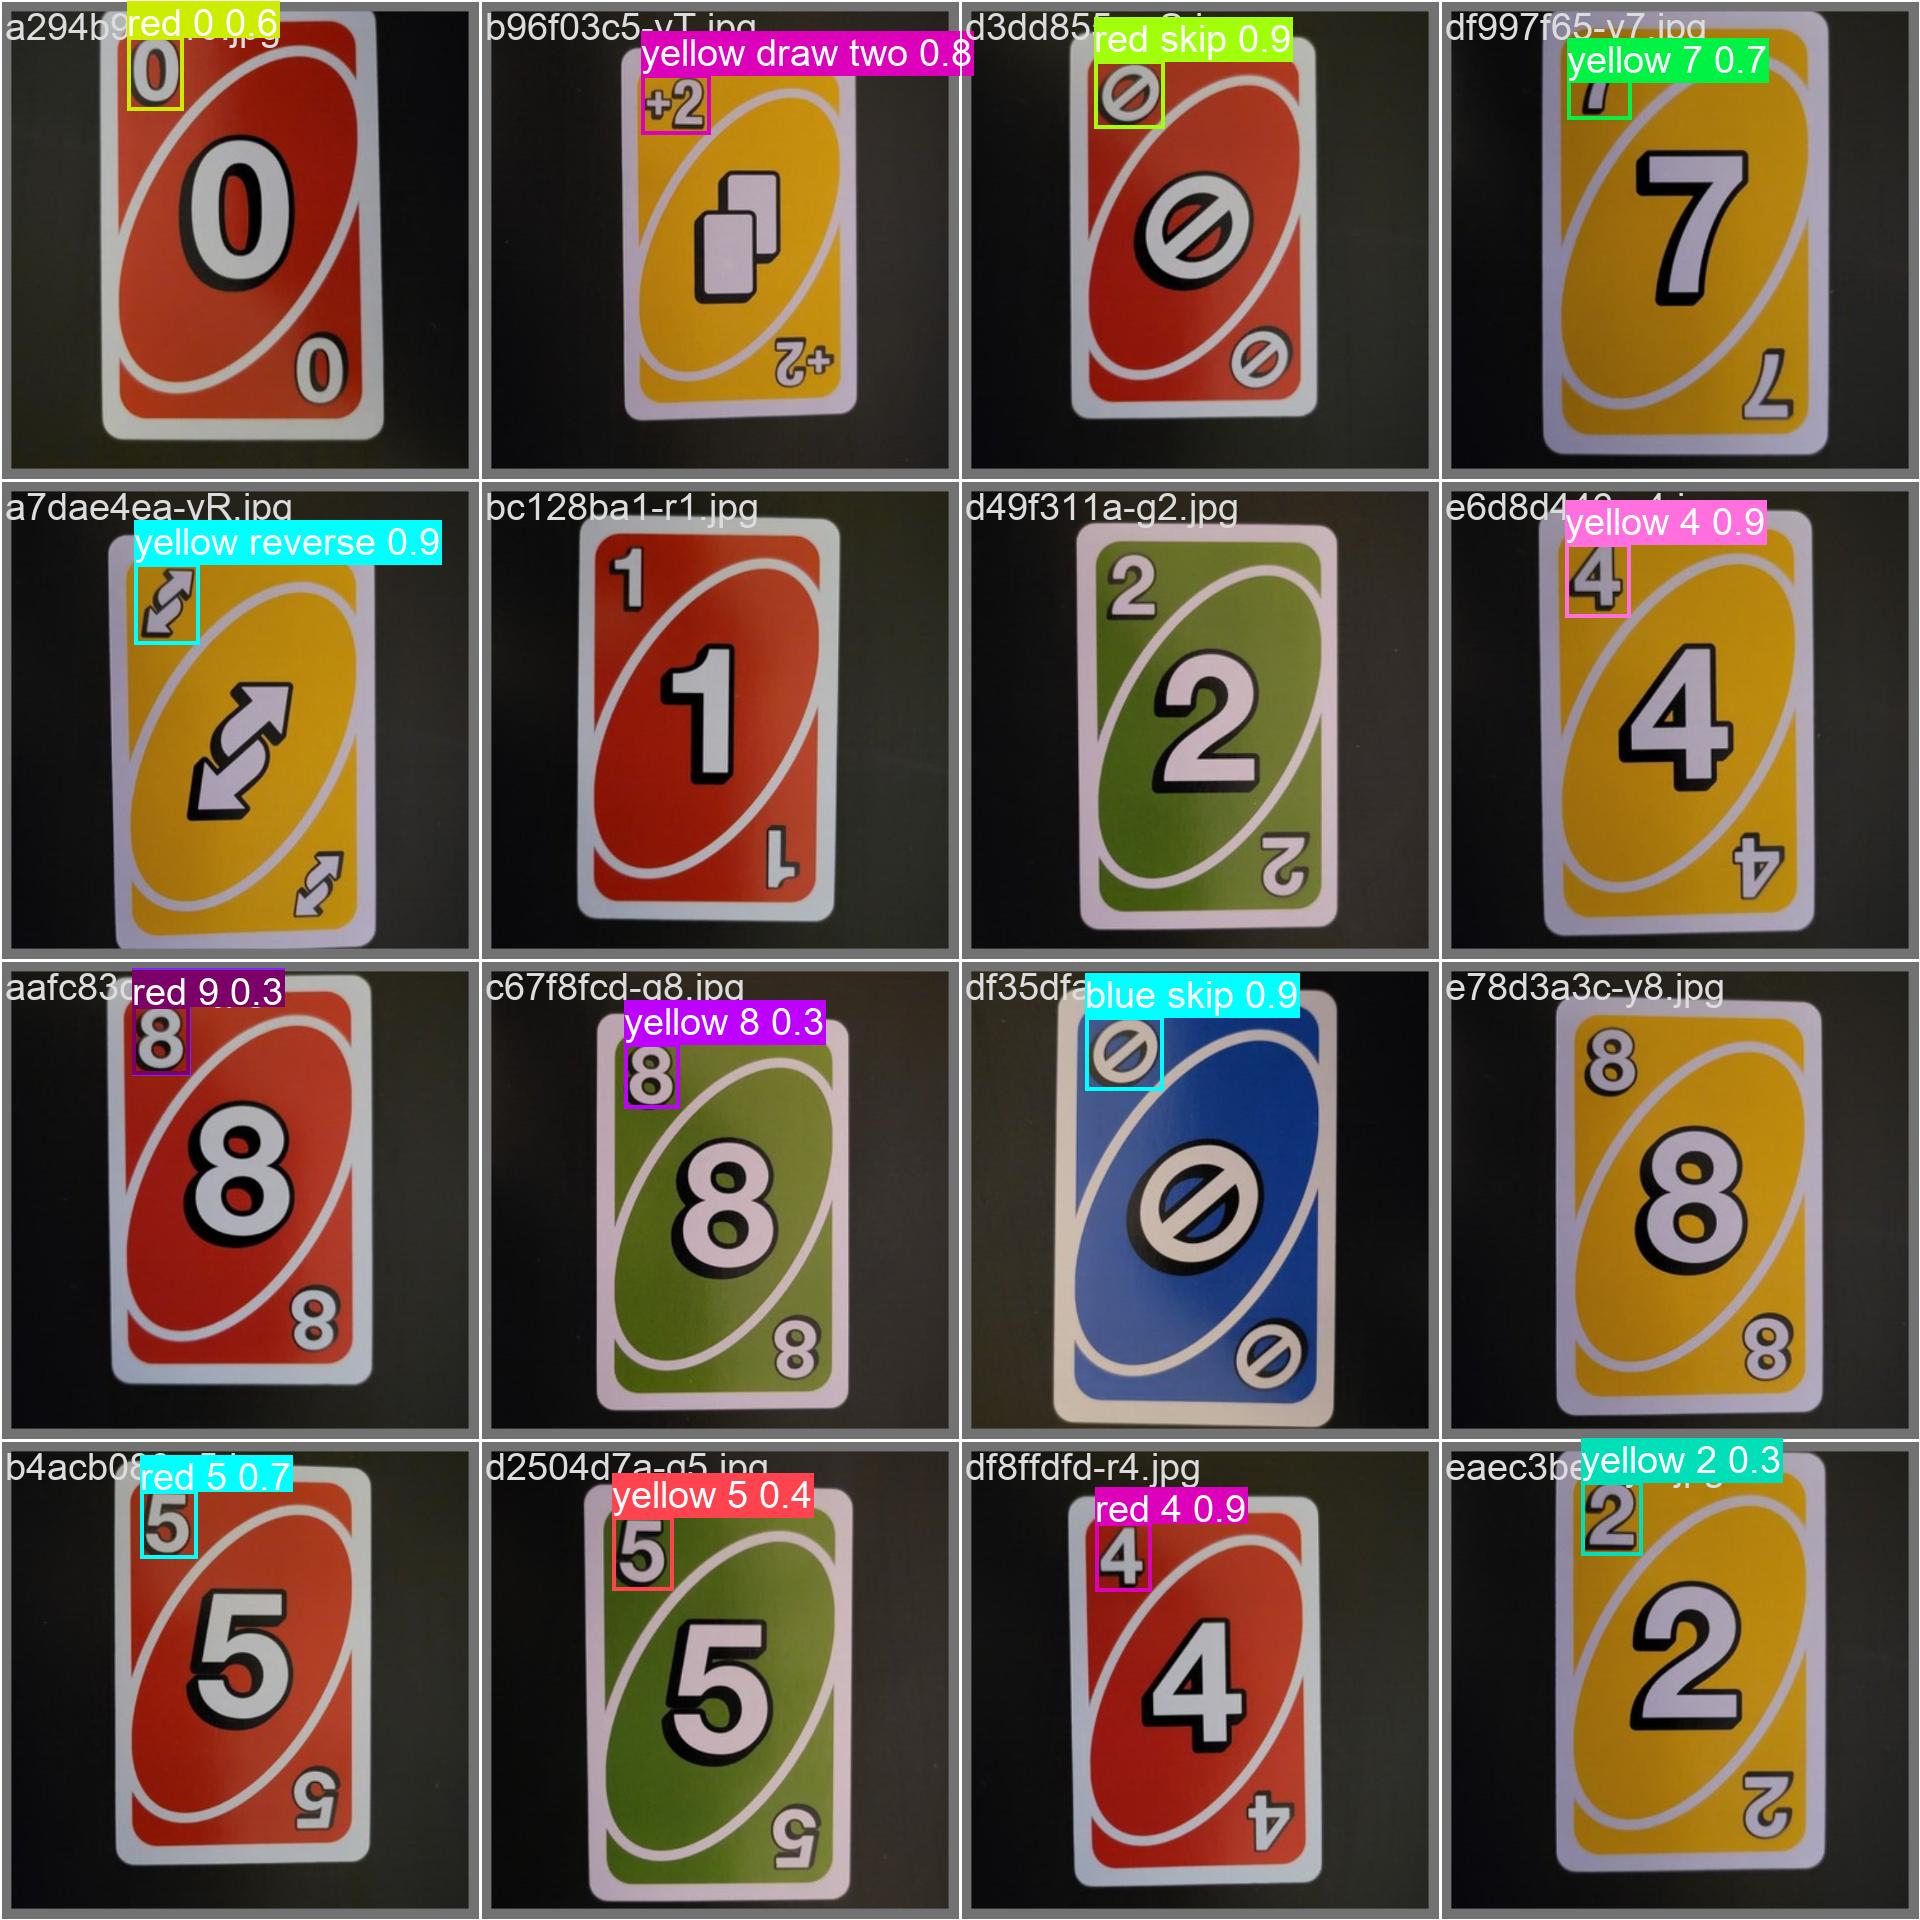 a294b9
red 0 0.6
0
0
0
b96f03c5-yT.jpg
yellow draw two 0.8
+2
+2
d3dd855
red skip 0.9
df997f65-y7.jpg
yellow 7 0.7
7
7
7
a7dae4ea-yR.jpg
yellow reverse 0.9
bc128ba1-r1.jpg
1
1
1
d49f311a-g2.jpg
2
2
2
e6d8d4
yellow 4 0.9
4
4
4
aafc83
red 9 0.3
8
8
8
c67f8fcd-g8.jpg
yellow 8 0.3
8
8
8
df35dfa
blue skip 0.9
e78d3a3c-y8.jpg
8
8
8
b4acb08
red 5 0.7
5
5
5
d2504d7a-g5.jpg
yellow 5 0.4
5
5
5
df8ffdfd-r4.jpg
red 4 0.9
4
4
4
eaec3be
yellow 2 0.3
2
2
2